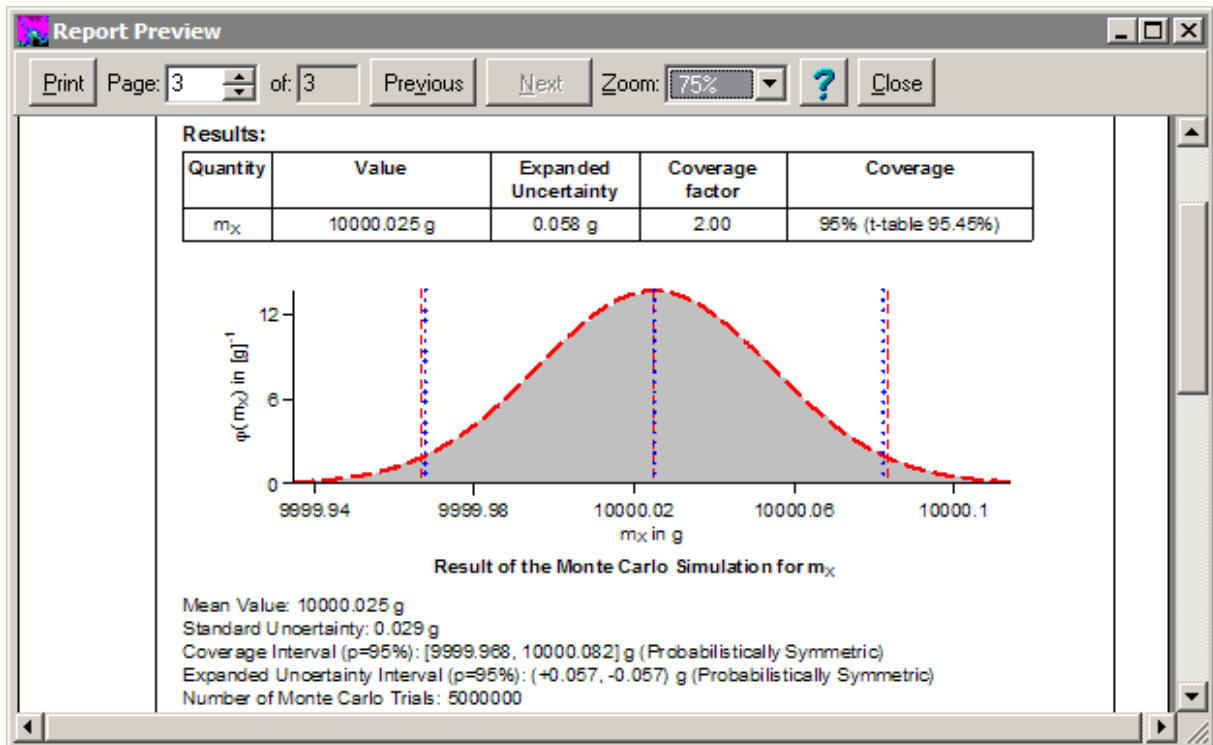 Report Preview
Print Page: 3 of: 3 Previous Next Zoom: 75% ? Close
Results:
Quantity Value Expanded Uncertainty Coverage factor Coverage
mX 10000.025 g 0.058 g 2.00 95% (t-table 95.45%)
12
6
0
φ(mX) in [g]-1
9999.94 9999.98 10000.02 10000.06 10000.1
mX in g
Result of the Monte Carlo Simulation for mX
Mean Value: 10000.025 g
Standard Uncertainty: 0.029 g
Coverage Interval (p=95%): [9999.968, 10000.082] g (Probabilistically Symmetric)
Expanded Uncertainty Interval (p=95%): (+0.057, -0.057) g (Probabilistically Symmetric)
Number of Monte Carlo Trials: 5000000